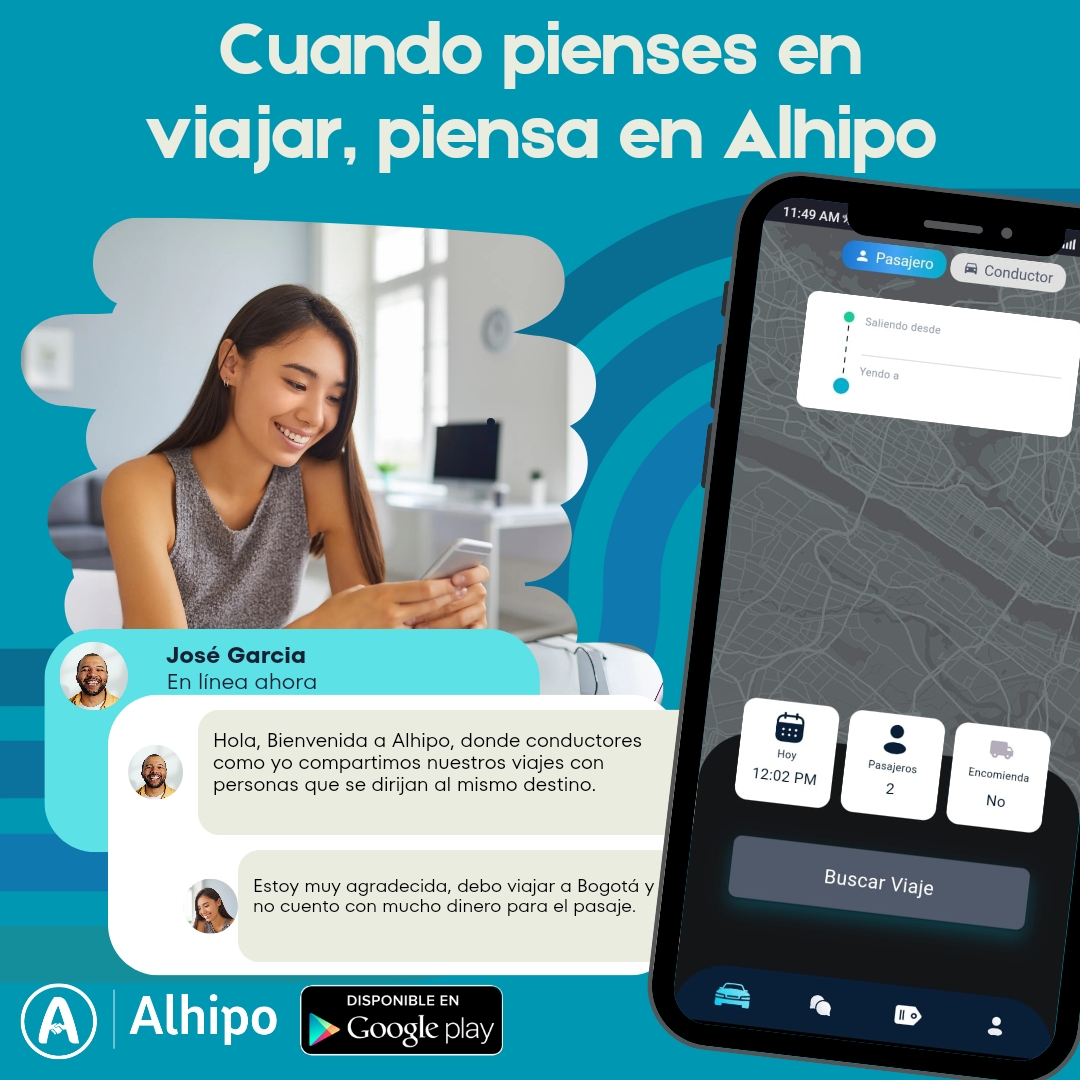 Cuando pienses en
viajar, piensa en Alhipo
11:49 AM
Pasajero
Conductor
Saliendo desde
Yendo a
José Garcia
En línea ahora
Hola, Bienvenida a Alhipo, donde conductores
como yo compartimos nuestros viajes con
personas que se dirijan al mismo destino.
Estoy muy agradecida, debo viajar a Bogotá y
no cuento con mucho dinero para el pasaje.
Hoy
12:02 PM
Pasajeros
2
Encomienda
No
Buscar Viaje
Alhipo
DISPONIBLE EN
Google play